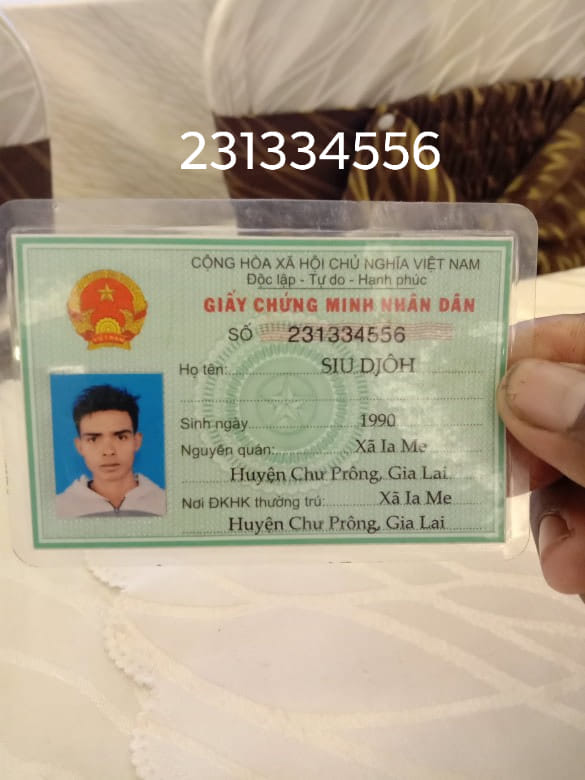 231334556
CỘNG HÒA XÃ HỘI CHỦ NGHĨA VIỆT NAM
Độc lập - Tự do - Hạnh phúc
GIẤY CHỨNG MINH NHÂN DÂN
SỐ 231334556
Họ tên: SIU DJÔH
Sinh ngày 1990
Nguyên quán: Xã Ia Me
Huyện Chư Prông, Gia Lai
Nơi ĐKHK thường trú: Xã Ia Me
Huyện Chư Prông, Gia Lai
VIỆT NAM